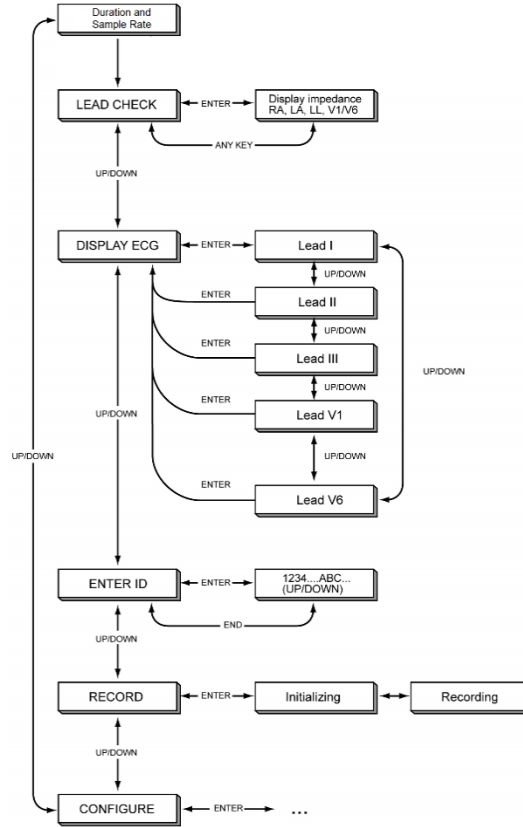 Duration and
Sample Rate
LEAD CHECK
ENTER
Display impedance
RA, LA, LL, V1/V6
ANY KEY
UP/DOWN
DISPLAY ECG
ENTER
Lead I
UP/DOWN
ENTER
Lead II
UP/DOWN
ENTER
Lead III
UP/DOWN
UP/DOWN
ENTER
Lead V1
UP/DOWN
UP/DOWN
UP/DOWN
ENTER
Lead V6
ENTER ID
ENTER
1234....ABC...
(UP/DOWN)
END
UP/DOWN
RECORD
ENTER
Initializing
Recording
UP/DOWN
CONFIGURE
ENTER
...